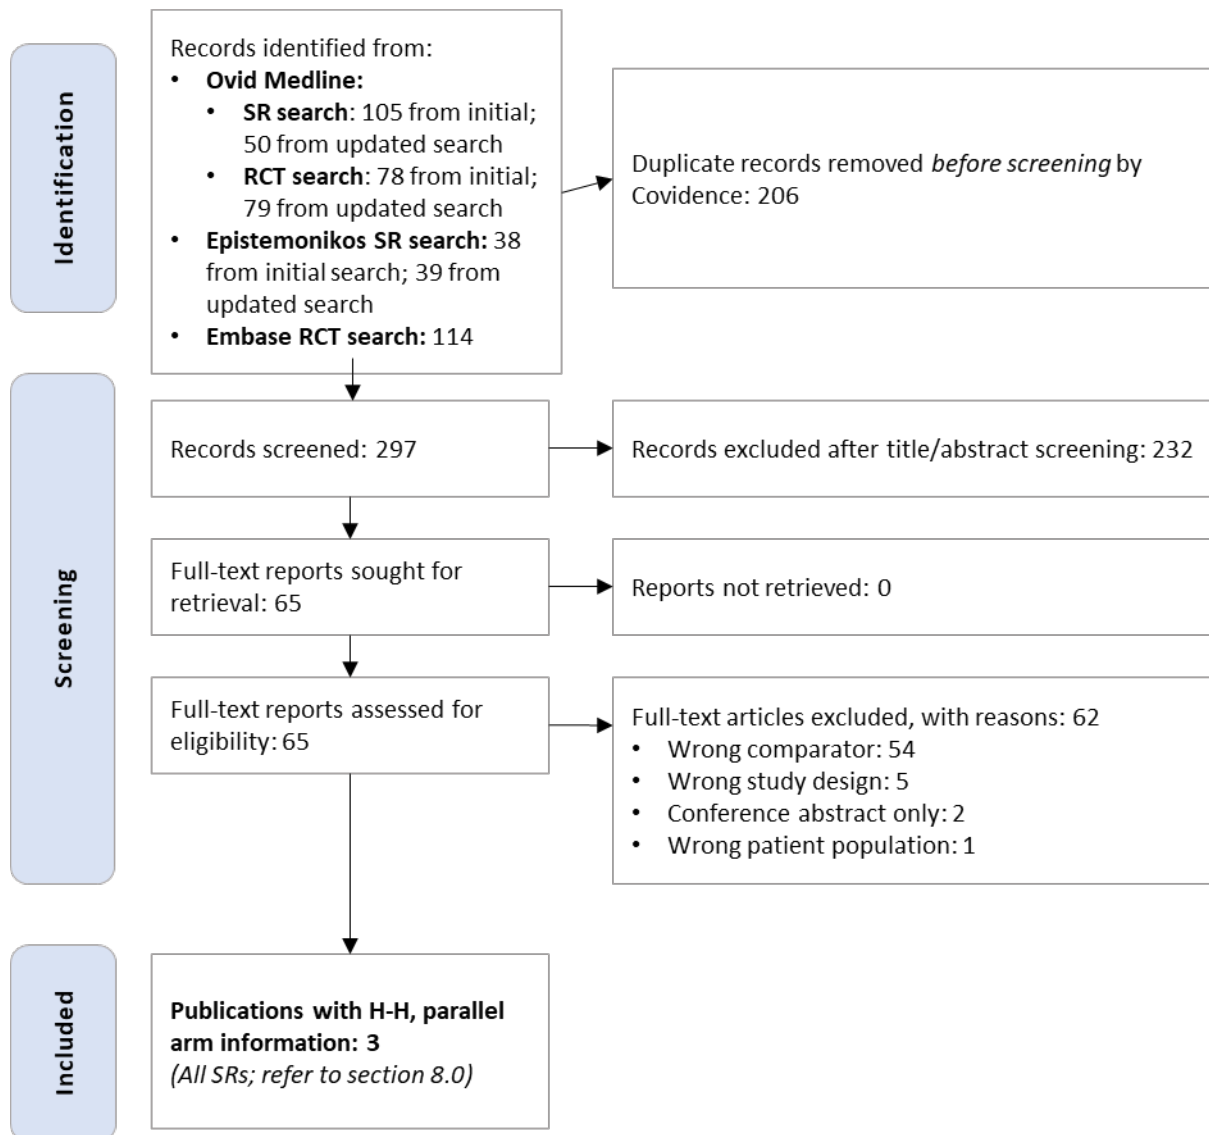 Identification
Records identified from:
• Ovid Medline:
• SR search: 105 from initial;
50 from updated search
• RCT search: 78 from initial;
79 from updated search
• Epistemonikos SR search: 38
from initial search; 39 from
updated search
• Embase RCT search: 114
Duplicate records removed before screening by
Covidence: 206
Screening
Records screened: 297
Records excluded after title/abstract screening: 232
Full-text reports sought for
retrieval: 65
Reports not retrieved: 0
Full-text reports assessed for
eligibility: 65
Full-text articles excluded, with reasons: 62
• Wrong comparator: 54
• Wrong study design: 5
• Conference abstract only: 2
• Wrong patient population: 1
Included
Publications with H-H, parallel
arm information: 3
(All SRs; refer to section 8.0)